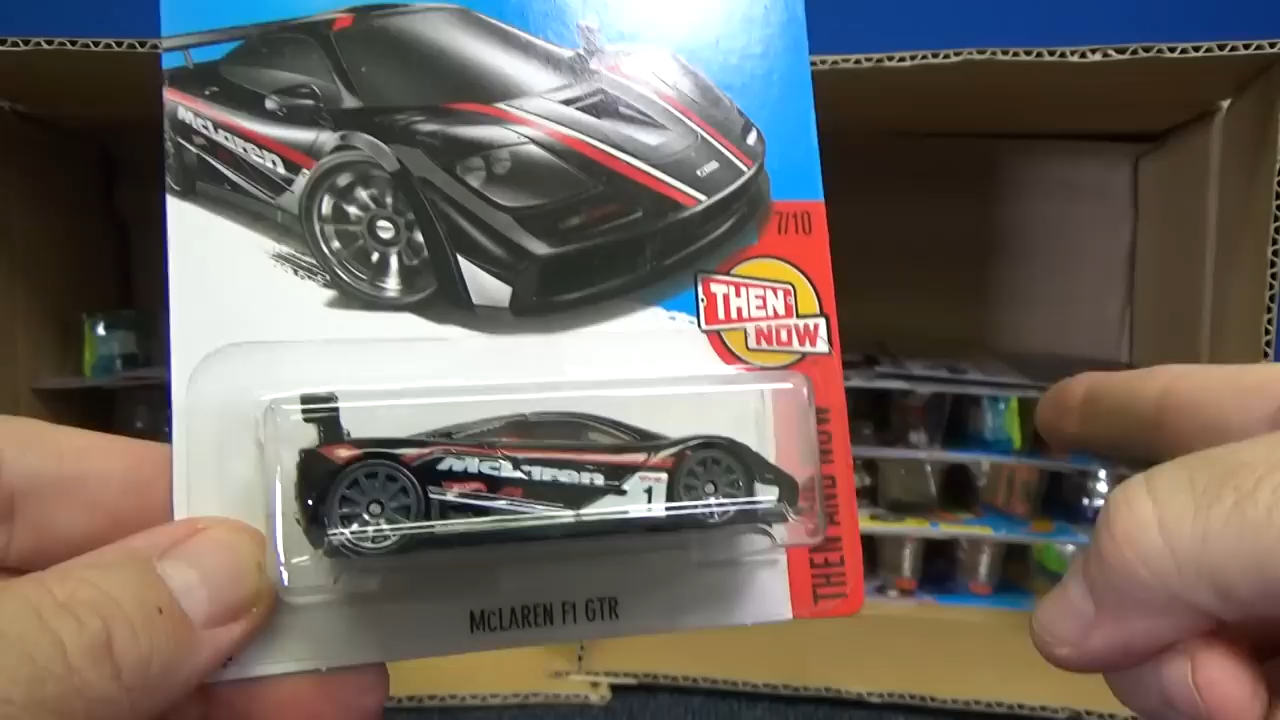 McLaren
7/10
THEN
NOW
McLaren
1
THEN AND NOW
McLAREN F1 GTR